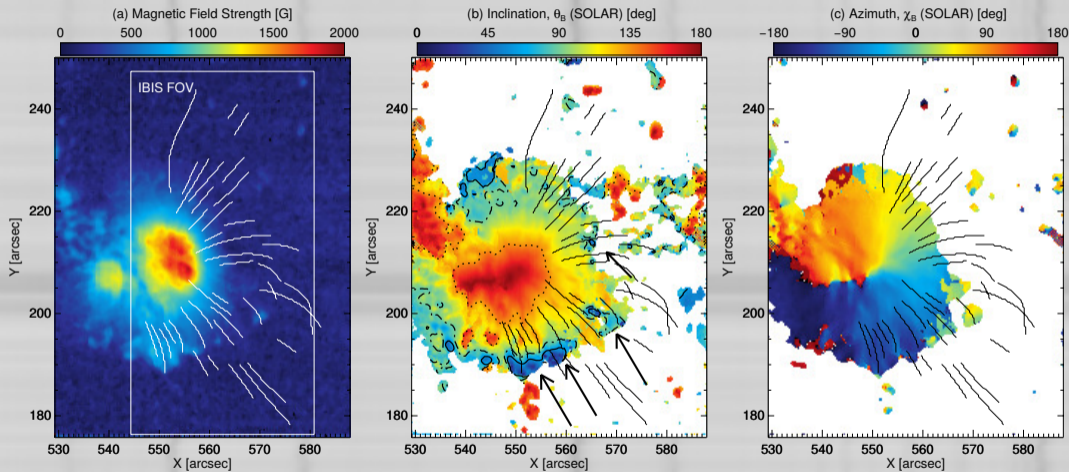 (a) Magnetic Field Strength [G]
0 500 1000 1500 2000
IBIS FOV
240
220
200
180
Y [arcsec]
530 540 550 560 570 580
X [arcsec]
(b) Inclination, θB (SOLAR) [deg]
0 45 90 135 180
240
220
200
180
Y [arcsec]
530 540 550 560 570 580
X [arcsec]
(c) Azimuth, χB (SOLAR) [deg]
−180 −90 0 90 180
240
220
200
180
Y [arcsec]
530 540 550 560 570 580
X [arcsec]